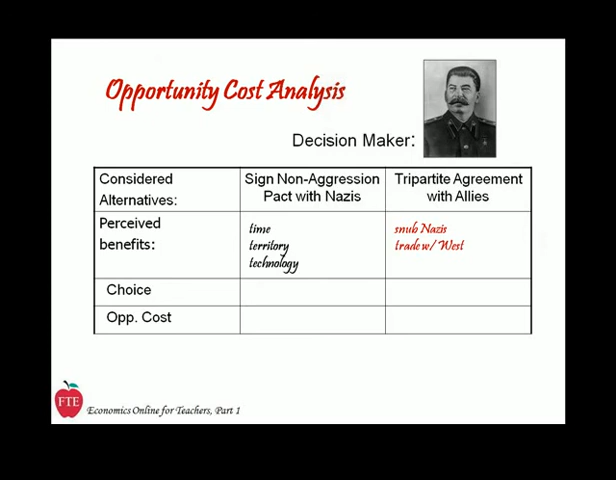 Opportunity Cost Analysis
Decision Maker:
Considered
Alternatives:
Sign Non-Aggression
Pact with Nazis
Tripartite Agreement
with Allies
Perceived
benefits:
time
territory
technology
snub Nazis
trade w/ West
Choice
Opp. Cost
FTE
Economics Online for Teachers, Part 1